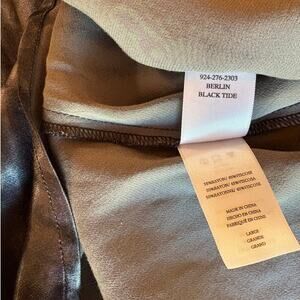 924-276-2303
BERLIN
BLACK TIDE
MADE IN CHINA
HECHO EN CHINA
FABRIQUÉ EN CHINE
LARGE
GRANDE
GRAND